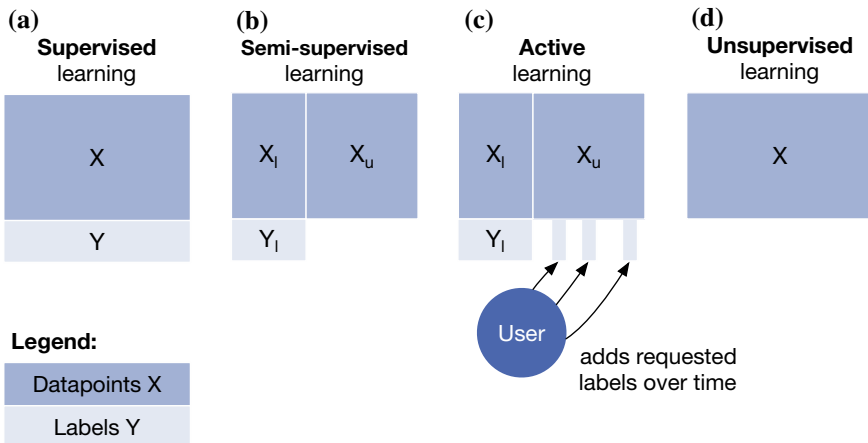 (a)
Supervised
learning
X
Y
(b)
Semi-supervised
learning
Xl
Xu
Yl
(c)
Active
learning
Xl
Xu
Yl
User
adds requested
labels over time
(d)
Unsupervised
learning
X
Legend:
Datapoints X
Labels Y